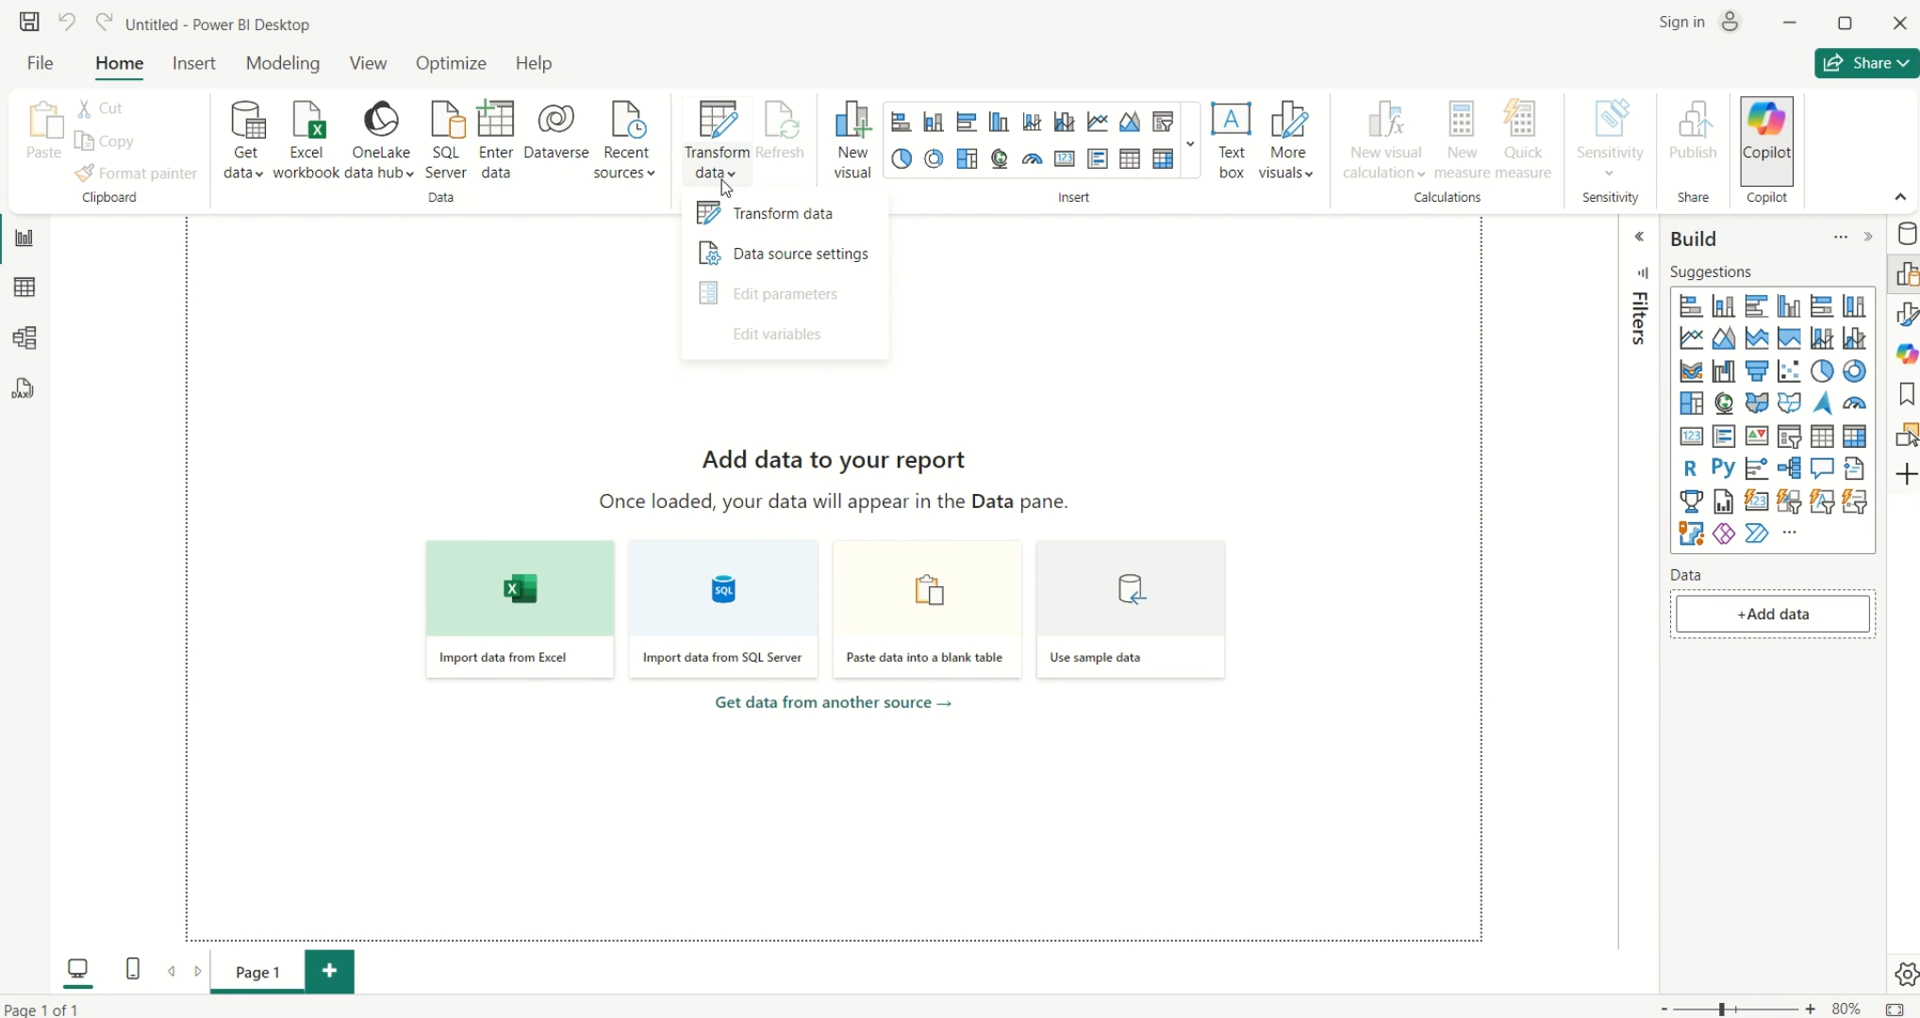 Untitled - Power BI Desktop
Sign in
File Home Insert Modeling View Optimize Help
Share
Paste
Cut
Copy
Format painter
Clipboard
Get data
Excel workbook
OneLake data hub
SQL Server
Enter data
Dataverse
Recent sources
Data
Transform data
Refresh
New visual
123
Insert
A
Text box
More visuals
New visual calculation
New measure
Quick measure
Calculations
Sensitivity
Sensitivity
Publish
Share
Copilot
Copilot
Transform data
Data source settings
Edit parameters
Edit variables
DAX
Add data to your report
Once loaded, your data will appear in the Data pane.
X
SQL
Import data from Excel
Import data from SQL Server
Paste data into a blank table
Use sample data
Get data from another source →
Filters
Build
Suggestions
123
R Py
123
Data
+Add data
Page 1
Page 1 of 1
- + 80%